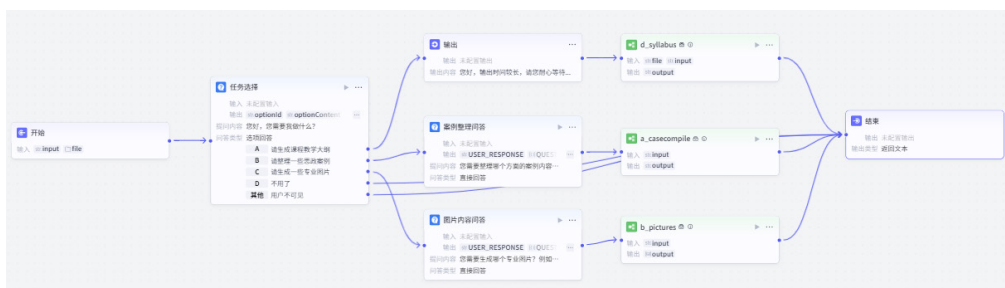 开始
输入 input file
任务选择
输入 未配置输入
输出 optionId optionContent
提问内容 您好，您需要我做什么？
问答类型 选项回答
A 请生成课程教学大纲
B 请整理一些思政案例
C 请生成一些专业图片
D 不用了
其他 用户不可见
输出
输出 未配置输出
输出内容 您好，输出时间较长，请您耐心等待...
案例整理问答
输入 未配置输入
输出 USER_RESPONSE QUES
提问内容 您需要整理哪个方面的案例内容...
问答类型 直接回答
图片内容问答
输入 未配置输入
输出 USER_RESPONSE QUES
提问内容 您需要生成哪个专业图片？例如...
问答类型 直接回答
d_syllabus
输入 file input
输出 output
a_casecompile
输入 input
输出 output
b_pictures
输入 input
输出 output
结束
输出 未配置输出
输出类型 返回文本